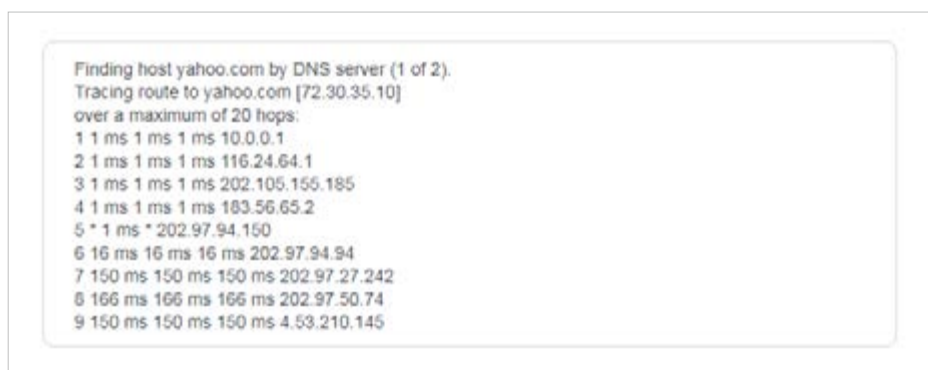 Finding host yahoo.com by DNS server (1 of 2).
Tracing route to yahoo.com [72.30.35.10]
over a maximum of 20 hops:
1 1 ms 1 ms 1 ms 10.0.0.1
2 1 ms 1 ms 1 ms 116.24.64.1
3 1 ms 1 ms 1 ms 202.105.155.185
4 1 ms 1 ms 1 ms 183.56.65.2
5 * 1 ms * 202.97.94.150
6 16 ms 16 ms 16 ms 202.97.94.94
7 150 ms 150 ms 150 ms 202.97.27.242
8 166 ms 166 ms 166 ms 202.97.50.74
9 150 ms 150 ms 150 ms 4.53.210.145